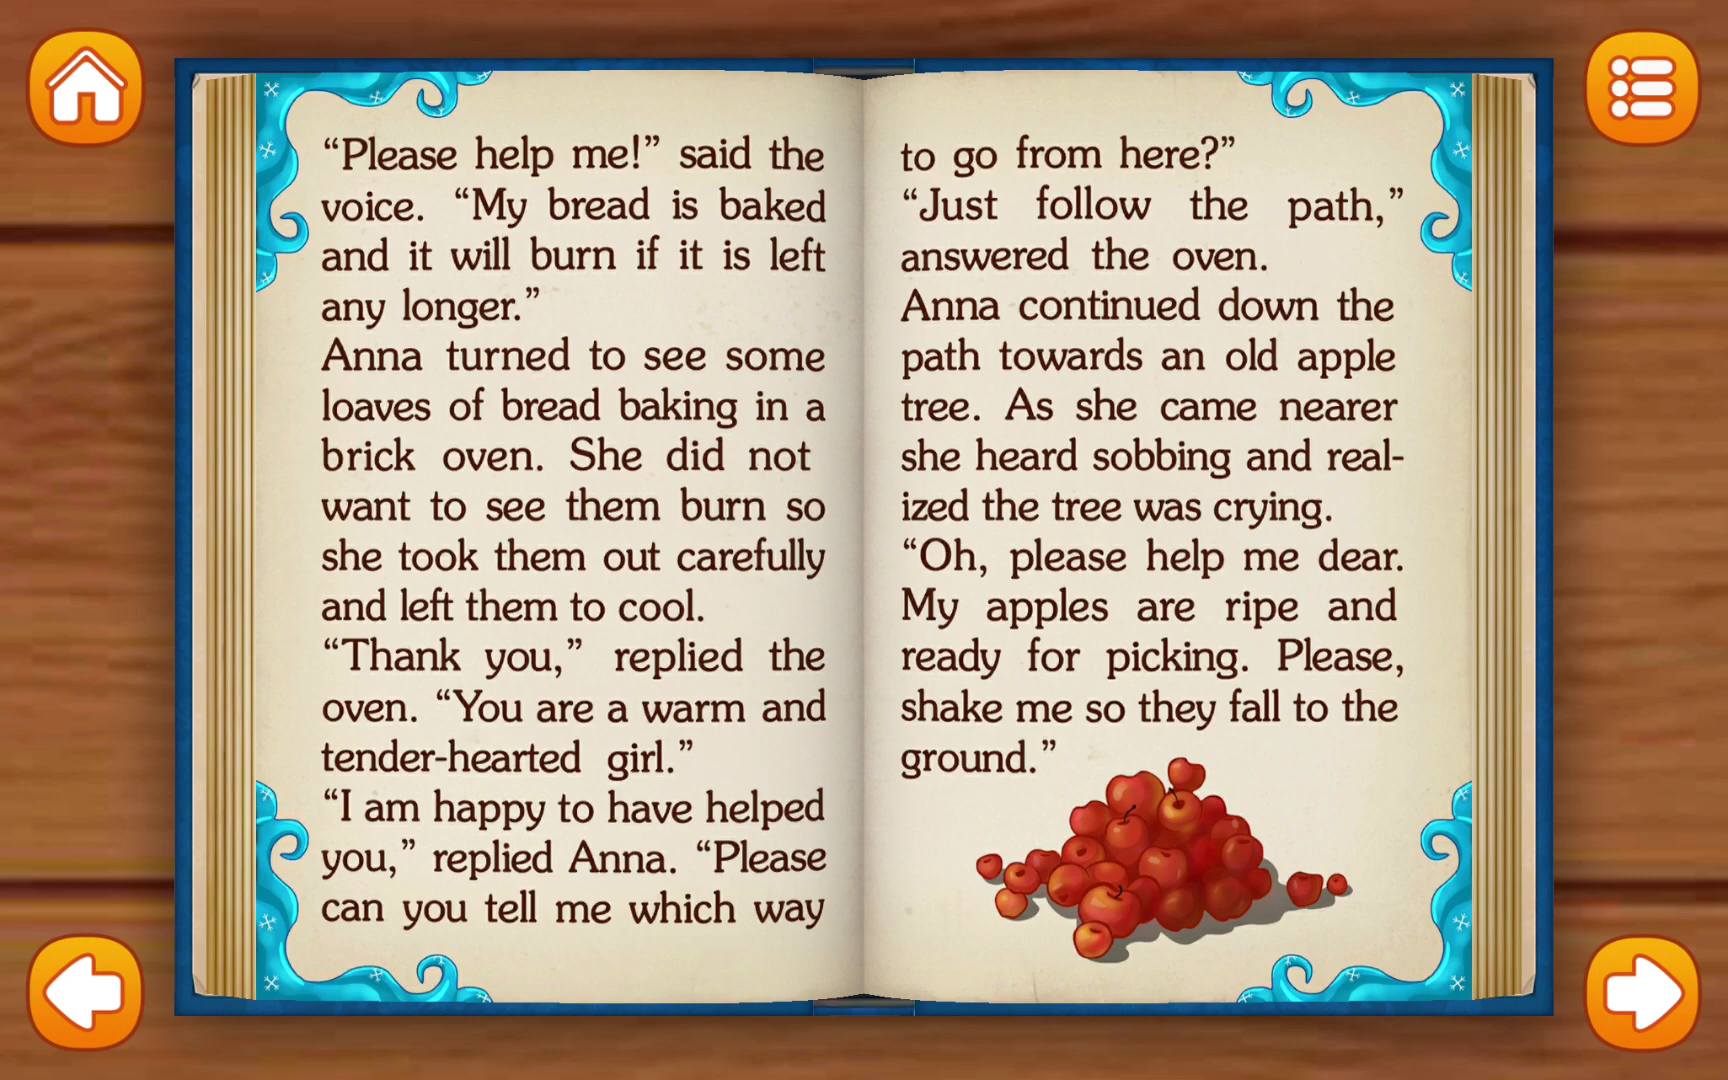 “Please help me!” said the
voice. “My bread is baked
and it will burn if it is left
any longer.”
Anna turned to see some
loaves of bread baking in a
brick oven. She did not
want to see them burn so
she took them out carefully
and left them to cool.
“Thank you,” replied the
oven. “You are a warm and
tender-hearted girl.”
“I am happy to have helped
you,” replied Anna. “Please
can you tell me which way
to go from here?”
“Just follow the path,”
answered the oven.
Anna continued down the
path towards an old apple
tree. As she came nearer
she heard sobbing and real-
ized the tree was crying.
“Oh, please help me dear.
My apples are ripe and
ready for picking. Please,
shake me so they fall to the
ground.”